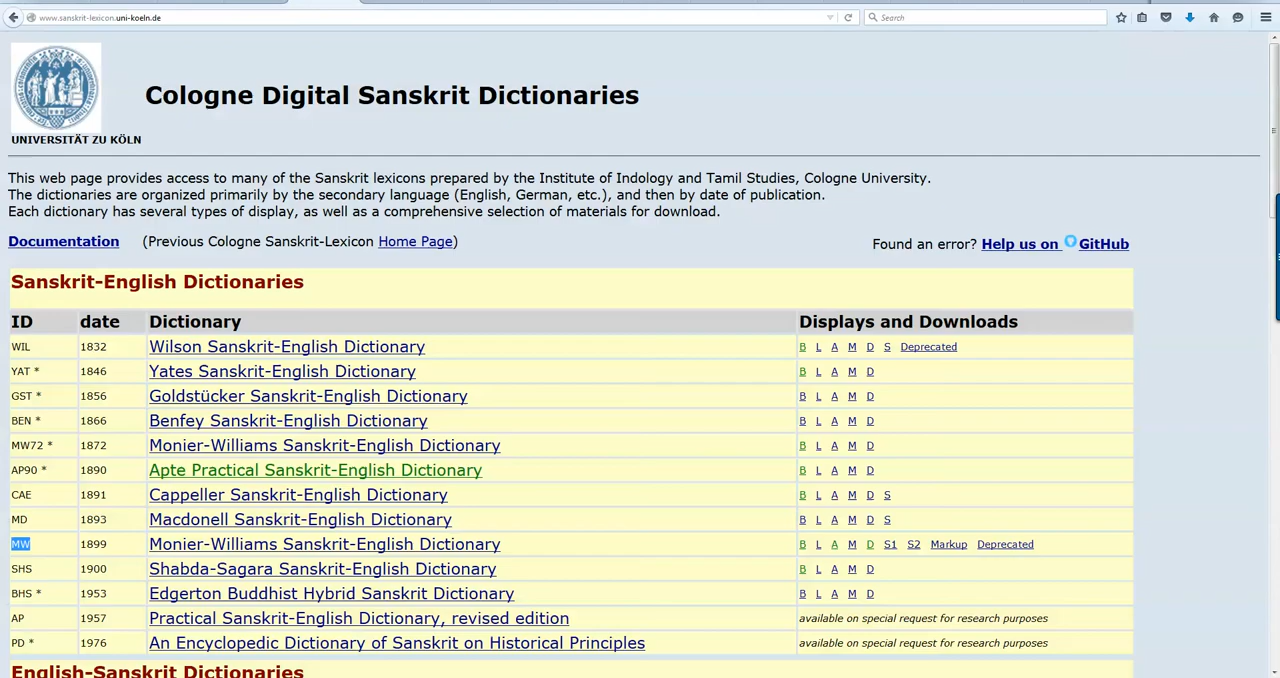 www.sanskrit-lexicon.uni-koeln.de
Search
Cologne Digital Sanskrit Dictionaries
UNIVERSITÄT ZU KÖLN
This web page provides access to many of the Sanskrit lexicons prepared by the Institute of Indology and Tamil Studies, Cologne University.
The dictionaries are organized primarily by the secondary language (English, German, etc.), and then by date of publication.
Each dictionary has several types of display, as well as a comprehensive selection of materials for download.
Documentation (Previous Cologne Sanskrit-Lexicon Home Page) Found an error? Help us on GitHub
Sanskrit-English Dictionaries
ID date Dictionary Displays and Downloads
WIL 1832 Wilson Sanskrit-English Dictionary B L A M D S Deprecated
YAT * 1846 Yates Sanskrit-English Dictionary B L A M D
GST * 1856 Goldstücker Sanskrit-English Dictionary B L A M D
BEN * 1866 Benfey Sanskrit-English Dictionary B L A M D
MW72 * 1872 Monier-Williams Sanskrit-English Dictionary B L A M D
AP90 * 1890 Apte Practical Sanskrit-English Dictionary B L A M D
CAE 1891 Cappeller Sanskrit-English Dictionary B L A M D S
MD 1893 Macdonell Sanskrit-English Dictionary B L A M D S
MW 1899 Monier-Williams Sanskrit-English Dictionary B L A M D S1 S2 Markup Deprecated
SHS 1900 Shabda-Sagara Sanskrit-English Dictionary B L A M D
BHS * 1953 Edgerton Buddhist Hybrid Sanskrit Dictionary B L A M D
AP 1957 Practical Sanskrit-English Dictionary, revised edition available on special request for research purposes
PD * 1976 An Encyclopedic Dictionary of Sanskrit on Historical Principles available on special request for research purposes
English-Sanskrit Dictionaries